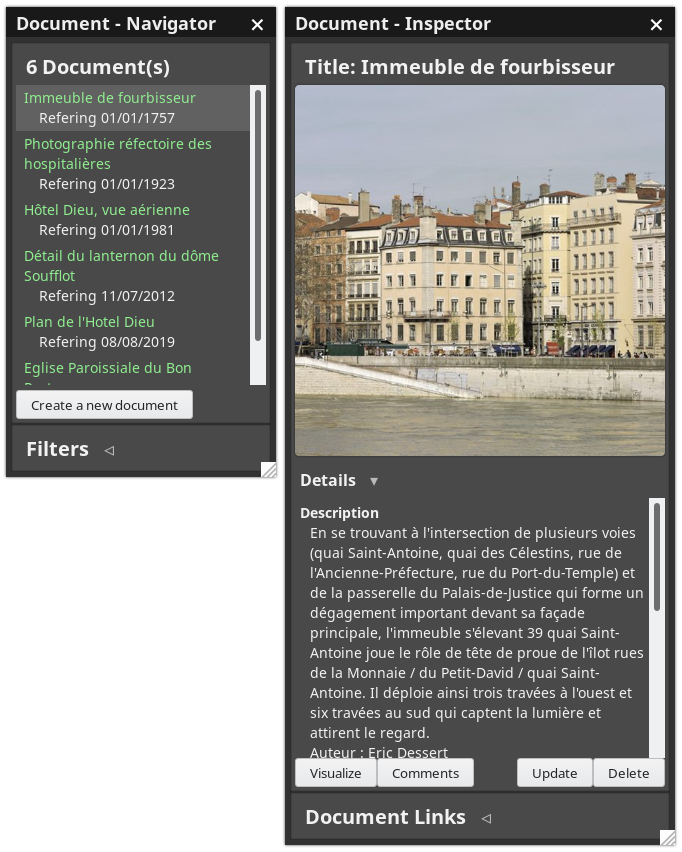 Document - Navigator
6 Document(s)
Immeuble de fourbisseur
Refering 01/01/1757
Photographie réfectoire des
hospitalières
Refering 01/01/1923
Hôtel Dieu, vue aérienne
Refering 01/01/1981
Détail du lanternon du dôme
Soufflot
Refering 11/07/2012
Plan de l'Hotel Dieu
Refering 08/08/2019
Eglise Paroissiale du Bon
Create a new document
Filters
Document - Inspector
Title: Immeuble de fourbisseur
Details
Description
En se trouvant à l'intersection de plusieurs voies
(quai Saint-Antoine, quai des Célestins, rue de
l'Ancienne-Préfecture, rue du Port-du-Temple) et
de la passerelle du Palais-de-Justice qui forme un
dégagement important devant sa façade
principale, l'immeuble s'élevant 39 quai Saint-
Antoine joue le rôle de tête de proue de l'îlot rues
de la Monnaie / du Petit-David / quai Saint-
Antoine. Il déploie ainsi trois travées à l'ouest et
six travées au sud qui captent la lumière et
attirent le regard.
Auteur : Eric Dessert
Visualize
Comments
Update
Delete
Document Links